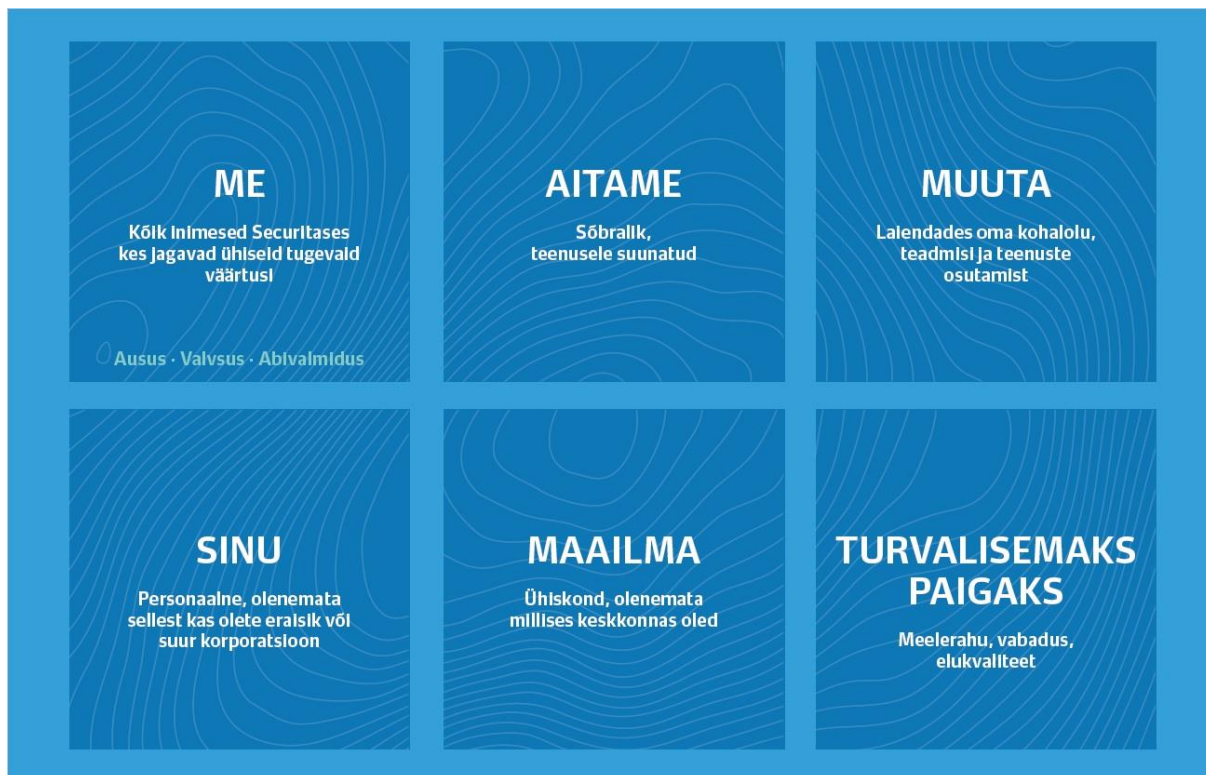 ME
Kõik inimesed Securitases
kes jagavad ühiseid tugevaid
väärtusi
Ausus · Valvsus · Abivalmidus
AITAME
Sõbralik,
teenusele suunatud
MUUTA
Laiendades oma kohalolu,
teadmisi ja teenuste
osutamist
SINU
Personaalne, olenemata
sellest kas olete eraisik või
suur korporatsioon
MAAILMA
Ühiskond, olenemata
millises keskkonnas oled
TURVALISEMAKS
PAIGAKS
Meelerahu, vabadus,
elukvaliteet